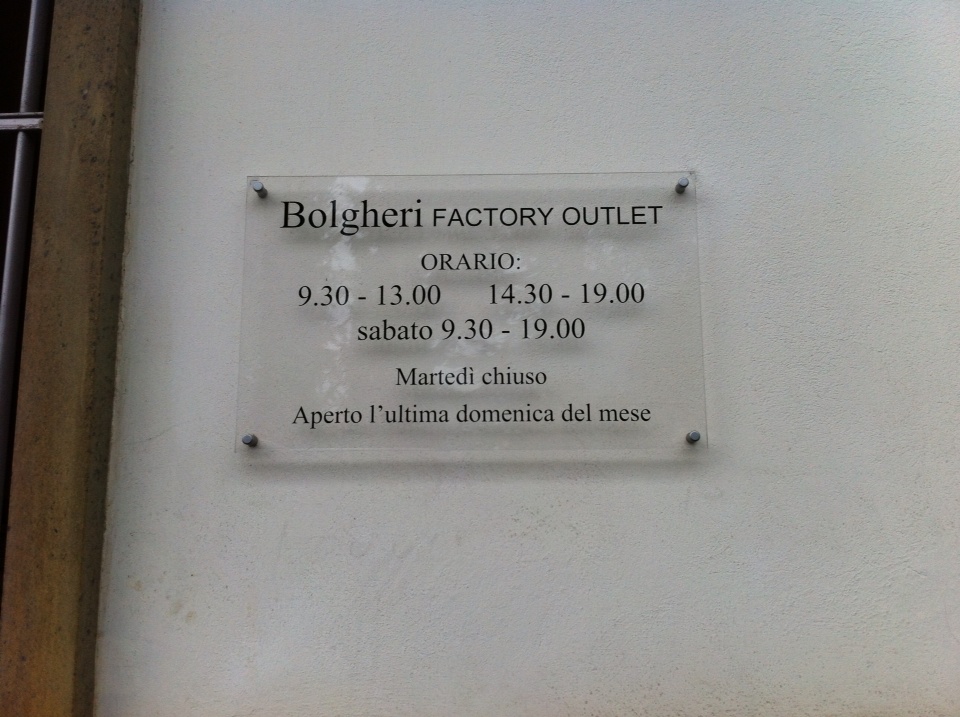 Bolgheri FACTORY OUTLET
ORARIO:
9.30 - 13.00 14.30 - 19.00
sabato 9.30 - 19.00
Martedì chiuso
Aperto l'ultima domenica del mese